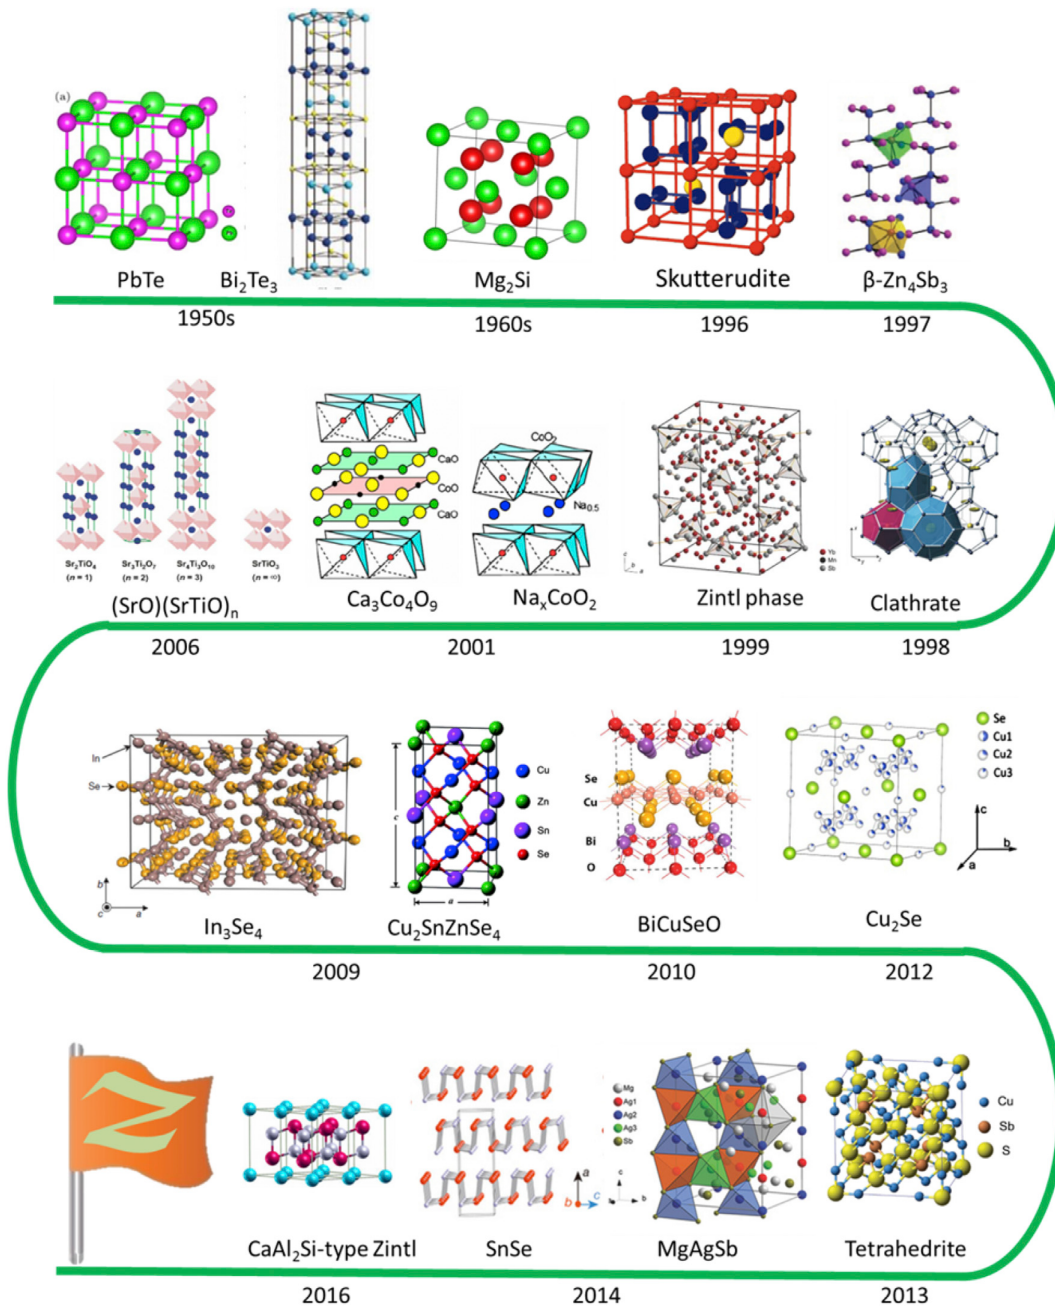 (a)
PbTe
Bi2Te3
Mg2Si
Skutterudite
β-Zn4Sb3
1950s
1960s
1996
1997
Sr2TiO4
(n = 1)
Sr3Ti2O7
(n = 2)
Sr4Ti3O10
(n = 3)
SrTiO3
(n = ∞)
CaO
CoO
CaO
CoO2
Na0.5
Yb
Mn
Sb
(SrO)(SrTiO)n
Ca3Co4O9
NaxCoO2
Zintl phase
Clathrate
2006
2001
1999
1998
In
Se
b
c
a
c
a
Cu
Zn
Sn
Se
Se
Cu
Bi
O
Se
Cu1
Cu2
Cu3
c
b
a
In3Se4
Cu2SnZnSe4
BiCuSeO
Cu2Se
2009
2010
2012
a
b
c
Mg
Ag1
Ag2
Ag3
Sb
c
b
Cu
Sb
S
CaAl2Si-type Zintl
SnSe
MgAgSb
Tetrahedrite
2016
2014
2013